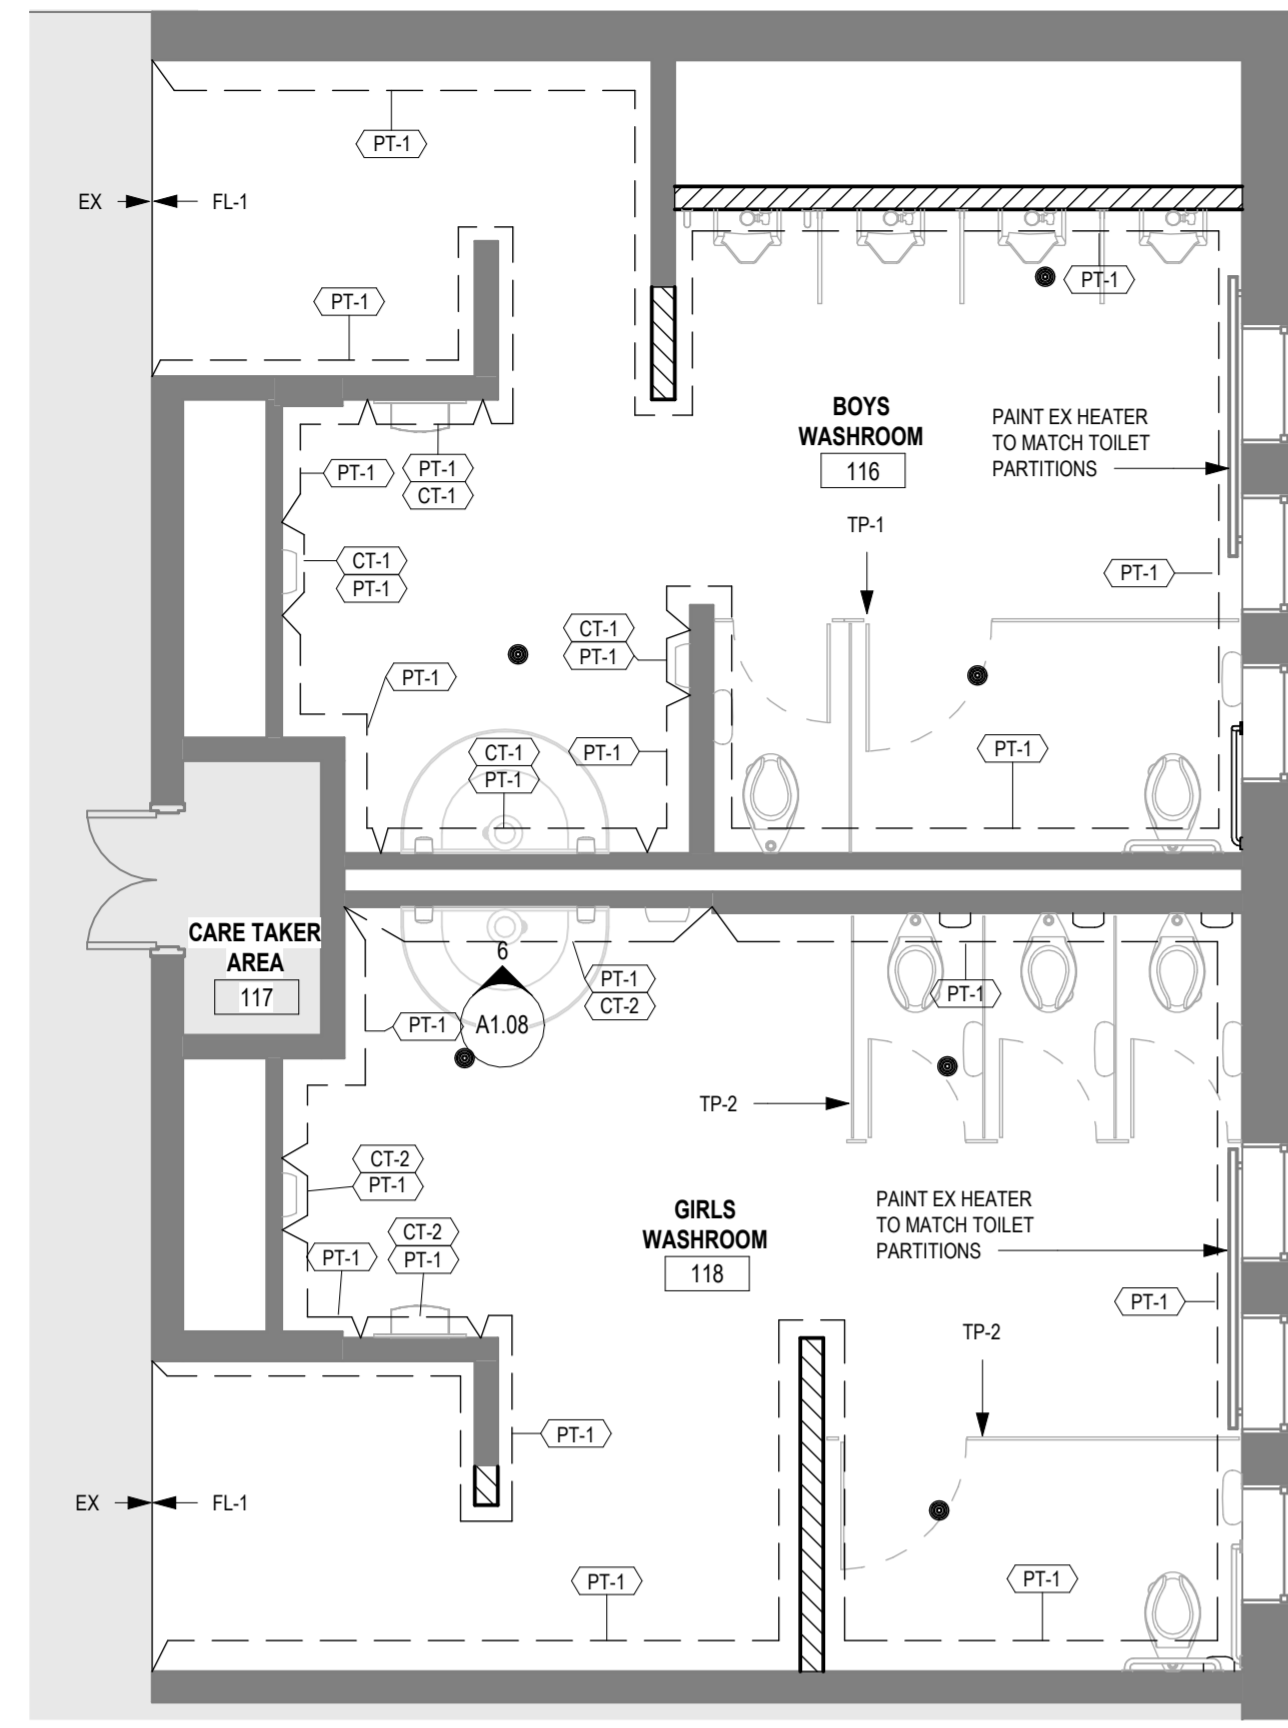 PT-1
EX
FL-1
PT-1
PT-1
BOYS
WASHROOM
116
PAINT EX HEATER
TO MATCH TOILET
PARTITIONS
PT-1
PT-1
CT-1
TP-1
CT-1
PT-1
PT-1
CT-1
PT-1
PT-1
CT-1
PT-1
PT-1
PT-1
CARE TAKER
AREA
117
6
A1.08
PT-1
PT-1
CT-2
PT-1
TP-2
CT-2
PT-1
GIRLS
WASHROOM
118
PAINT EX HEATER
TO MATCH TOILET
PARTITIONS
CT-2
PT-1
PT-1
PT-1
TP-2
PT-1
EX
FL-1
PT-1
PT-1